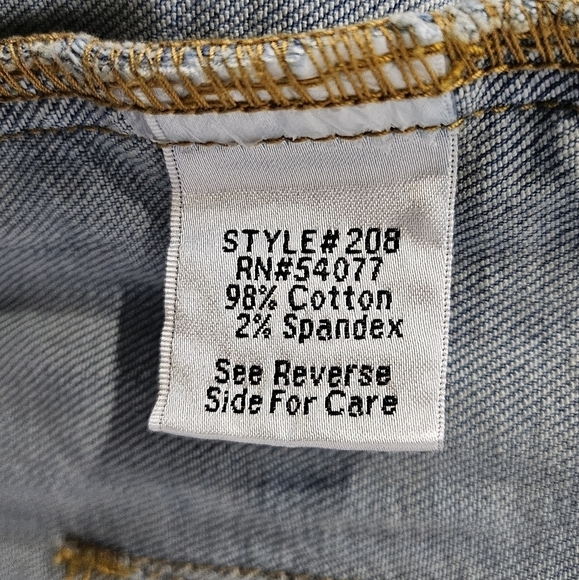 STYLE# 208
RN#54077
98% Cotton
2% Spandex
See Reverse
Side For Care